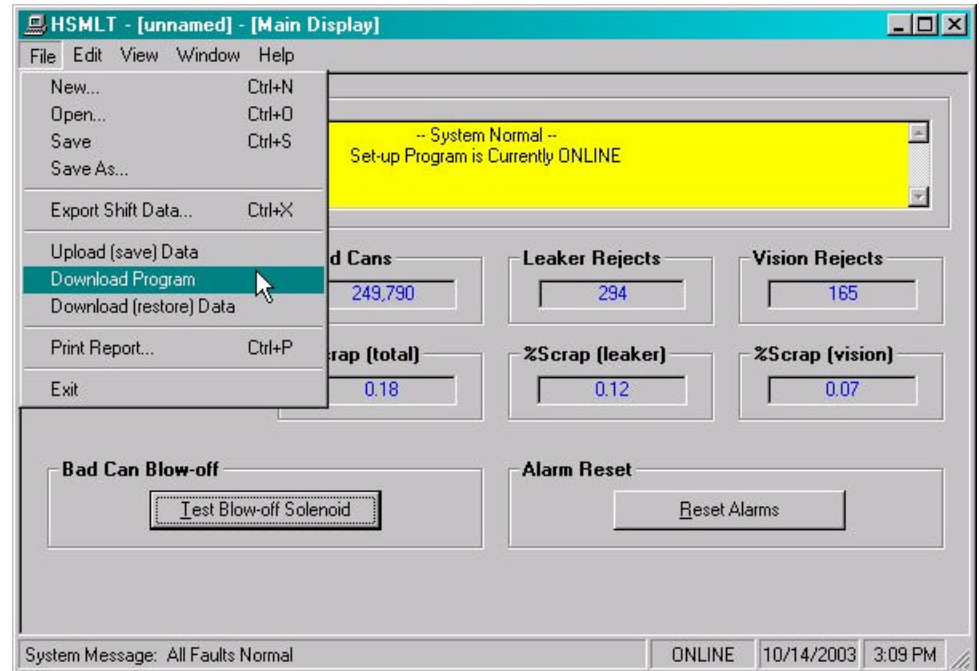 HSMLT - [unnamed] - [Main Display]
File Edit View Window Help
New... Ctrl+N
Open... Ctrl+O
Save Ctrl+S
Save As...
Export Shift Data... Ctrl+X
Upload (save) Data
Download Program
Download (restore) Data
Print Report... Ctrl+P
Exit
-- System Normal --
Set-up Program is Currently ONLINE
Cans
Leaker Rejects
Vision Rejects
249,790
294
165
(total)
%Scrap (leaker)
%Scrap (vision)
0.18
0.12
0.07
Bad Can Blow-off
Alarm Reset
Test Blow-off Solenoid
Reset Alarms
System Message: All Faults Normal
ONLINE
10/14/2003
3:09 PM